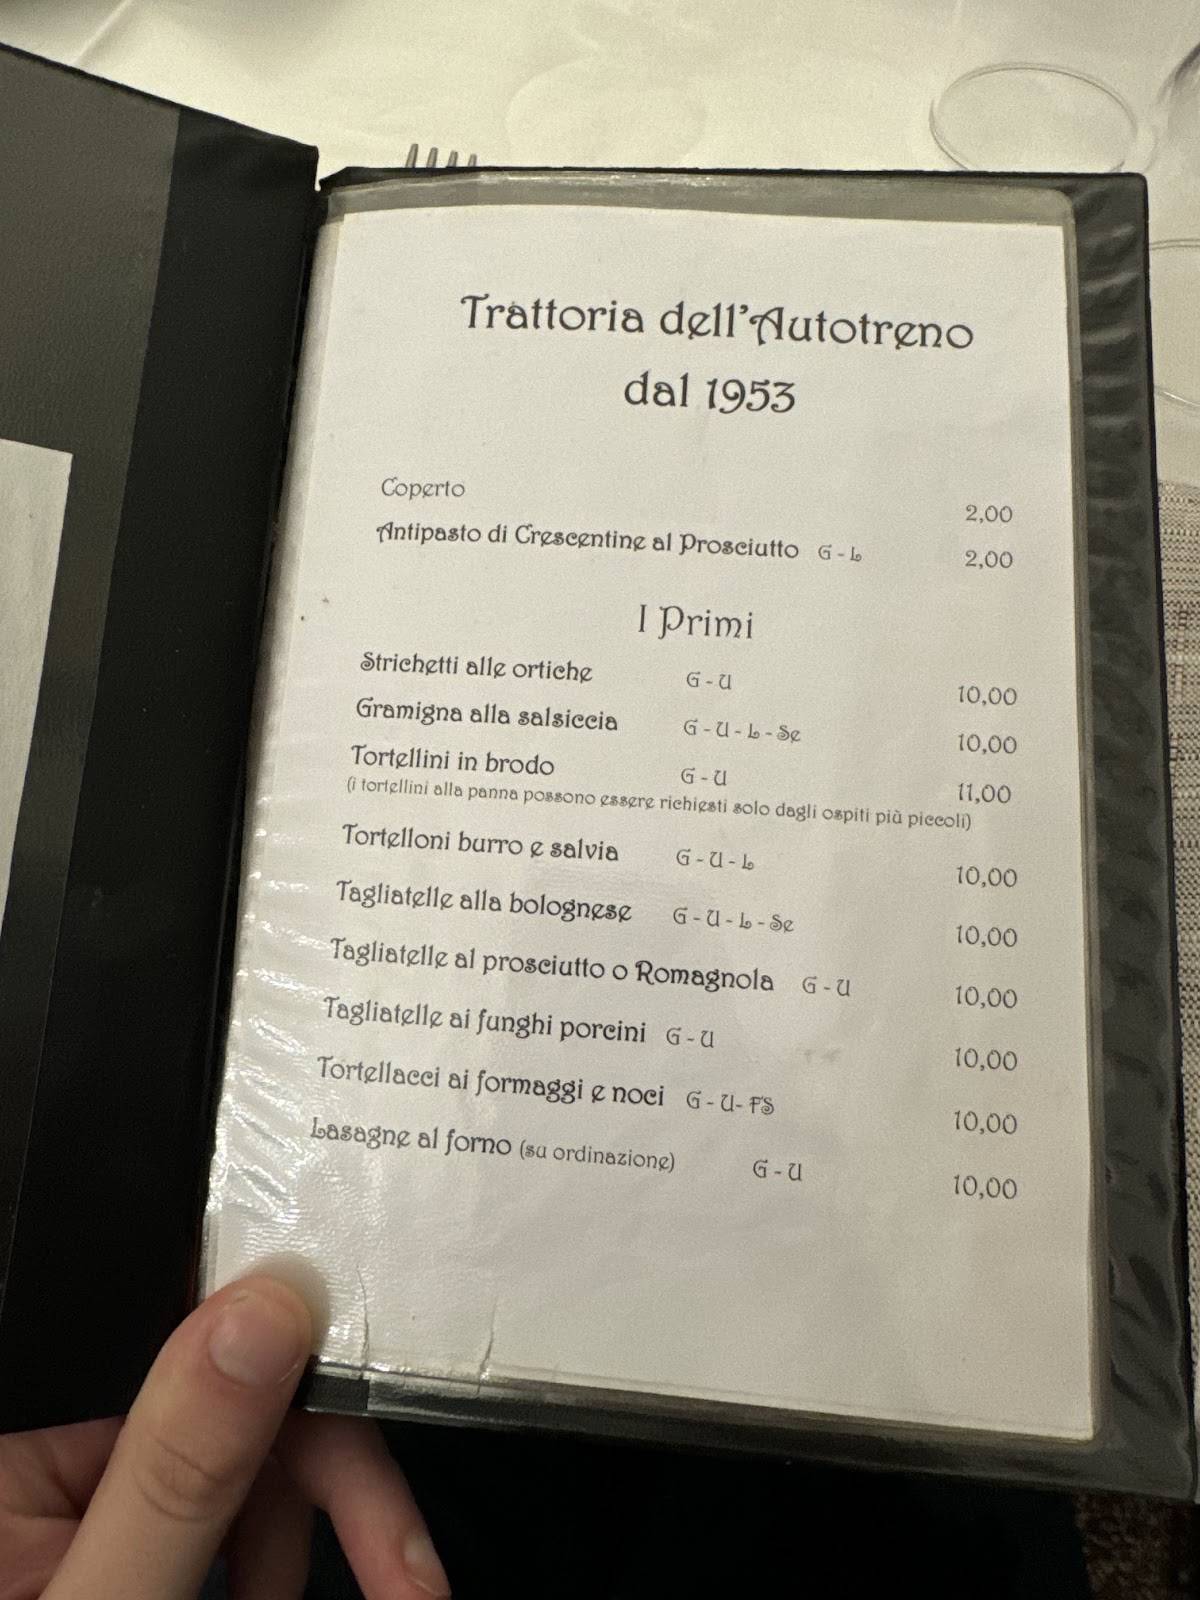 Trattoria dell'Autotreno
dal 1953
Coperto 2,00
Antipasto di Crescentine al Prosciutto G - L 2,00
I Primi
Strichetti alle ortiche G - U 10,00
Gramigna alla salsiccia G - U - L - Se 10,00
Tortellini in brodo G - U 11,00
(i tortellini alla panna possono essere richiesti solo dagli ospiti più piccoli)
Tortelloni burro e salvia G - U - L 10,00
Tagliatelle alla bolognese G - U - L - Se 10,00
Tagliatelle al prosciutto o Romagnola G - U 10,00
Tagliatelle ai funghi porcini G - U 10,00
Tortellacci ai formaggi e noci G - U- FS 10,00
Lasagne al forno (su ordinazione) G - U 10,00